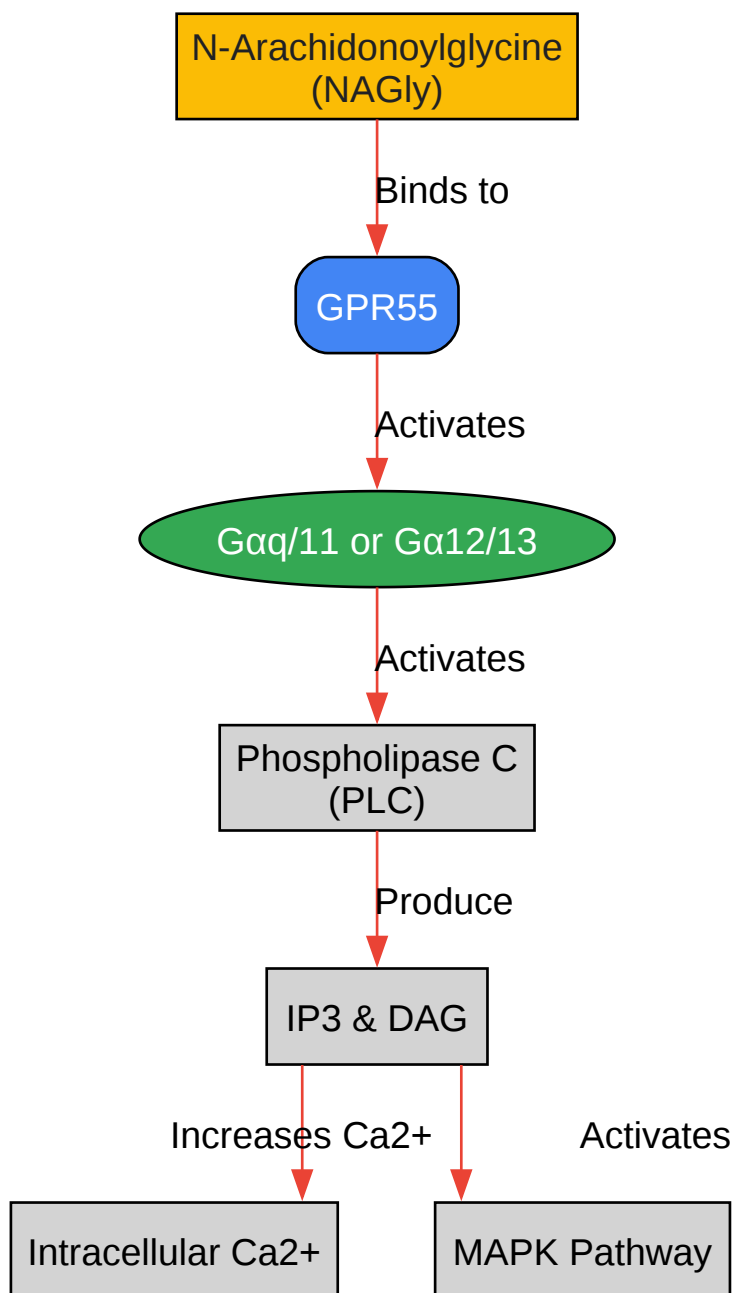 N-Arachidonoylglycine
(NAGly)
Binds to
GPR55
Activates
Gαq/11 or Gα12/13
Activates
Phospholipase C
(PLC)
Produce
IP3 & DAG
Increases Ca2+
Activates
Intracellular Ca2+
MAPK Pathway